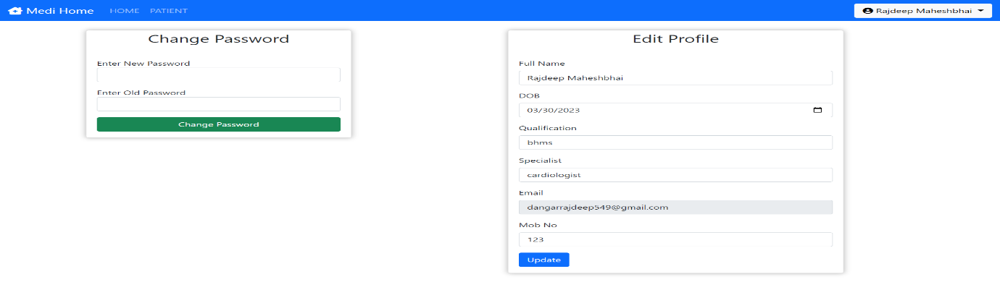 Medi Home HOME PATIENT Rajdeep Maheshbhai
Change Password
Enter New Password
Enter Old Password
Change Password
Edit Profile
Full Name
Rajdeep Maheshbhai
DOB
03/30/2023
Qualification
bhms
Specialist
cardiologist
Email
dangarrajdeep549@gmail.com
Mob No
123
Update